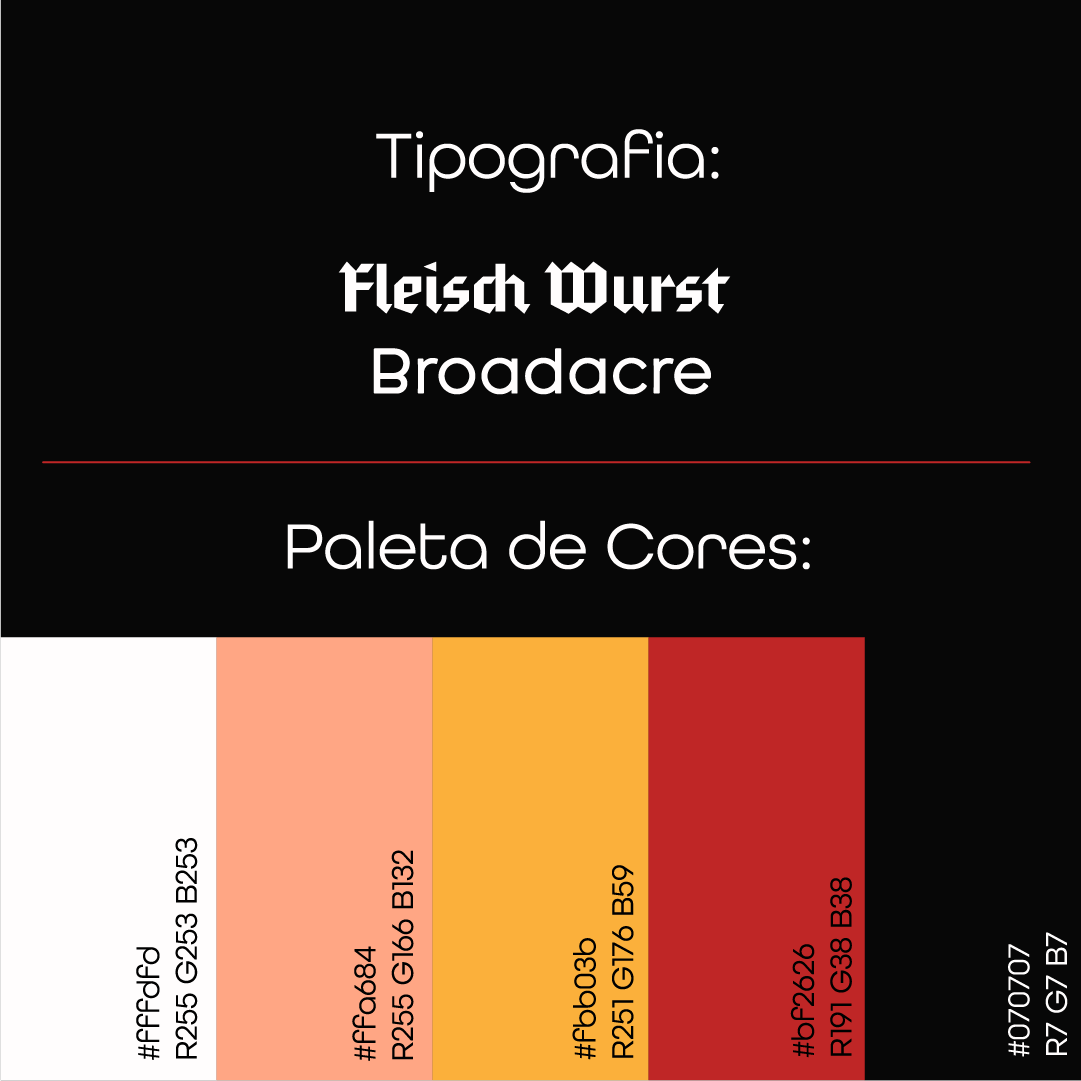 Tipografia:
Fleisch Wurst
Broadacre
Paleta de Cores:
#fffdfd
R255 G253 B253
#ffa684
R255 G166 B132
#fbb03b
R251 G176 B59
#bf2626
R191 G38 B38
#070707
R7 G7 B7